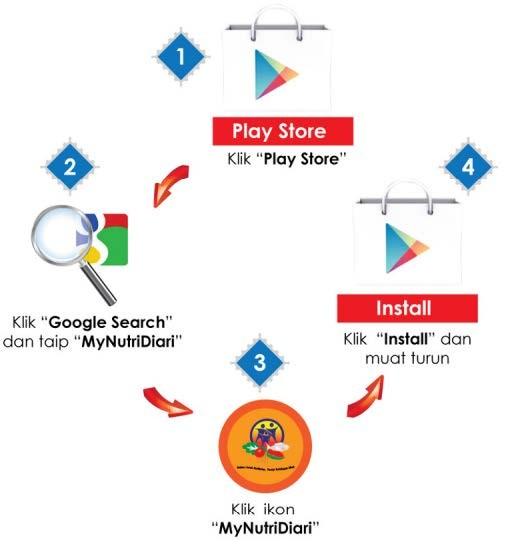 1
Play Store
Klik “Play Store”
2
Klik “Google Search”
dan taip “MyNutriDiari”
3
Klik ikon
“MyNutriDiari”
4
Install
Klik “Install” dan
muat turun